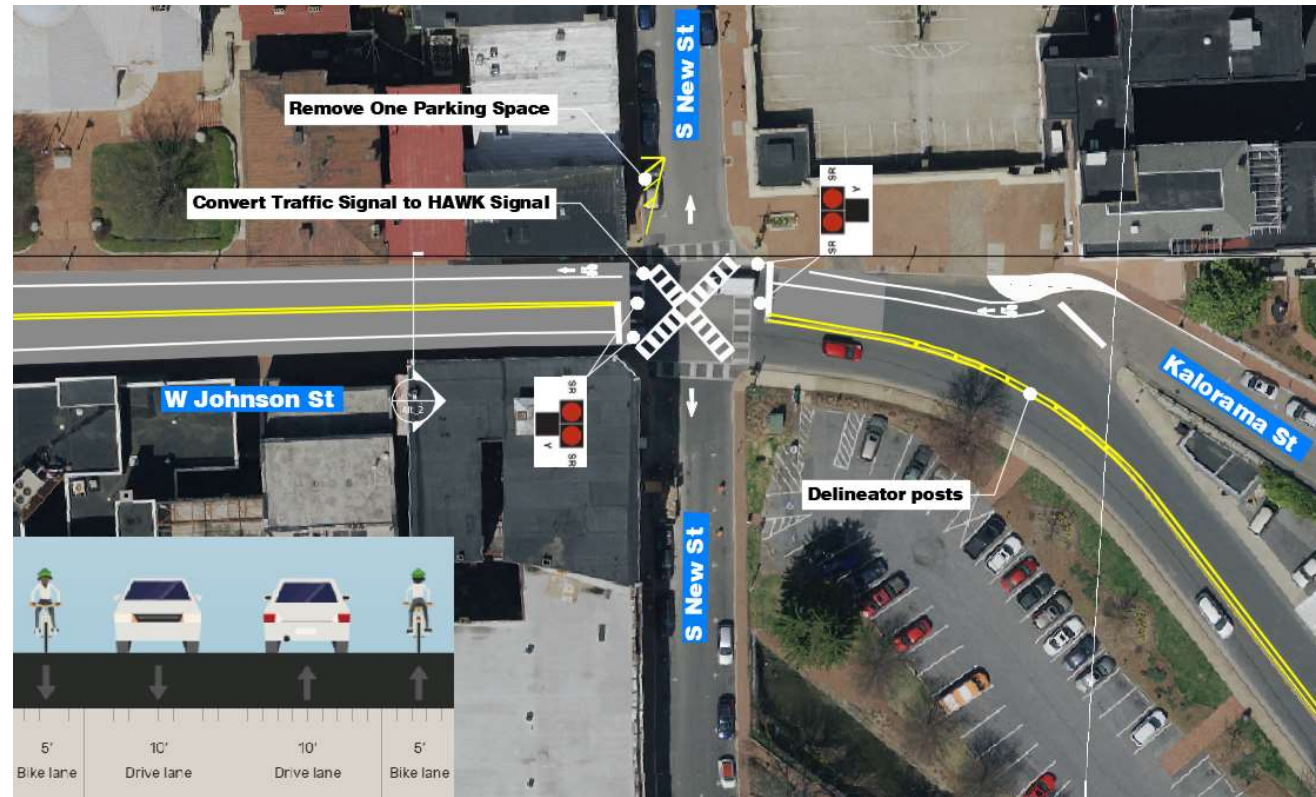 S New St
Remove One Parking Space
SR
Y
SR
Convert Traffic Signal to HAWK Signal
W Johnson St
Kalorama St
SR
Y
SR
Delineator posts
S New St
5'
10'
10'
5'
Bike lane
Drive lane
Drive lane
Bike lane